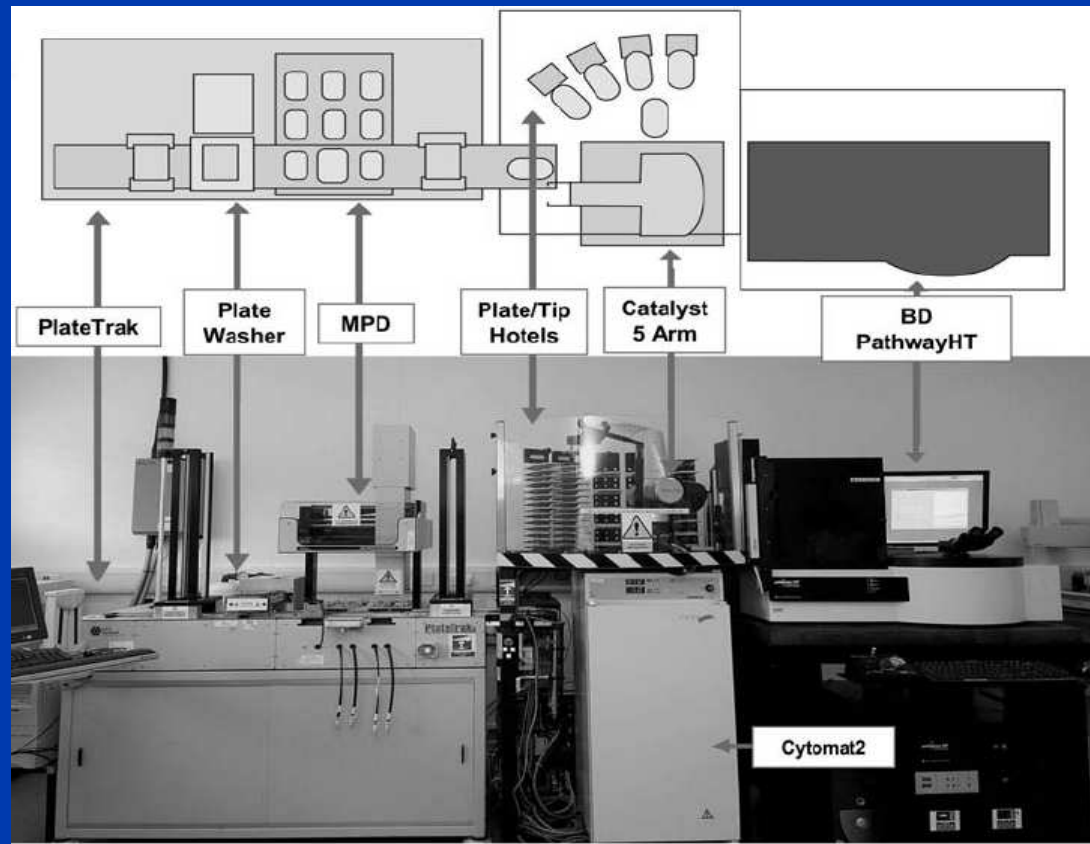 PlateTrak
Plate
Washer
MPD
Plate/Tip
Hotels
Catalyst
5 Arm
BD
PathwayHT
PlateTrak
Cytomat2